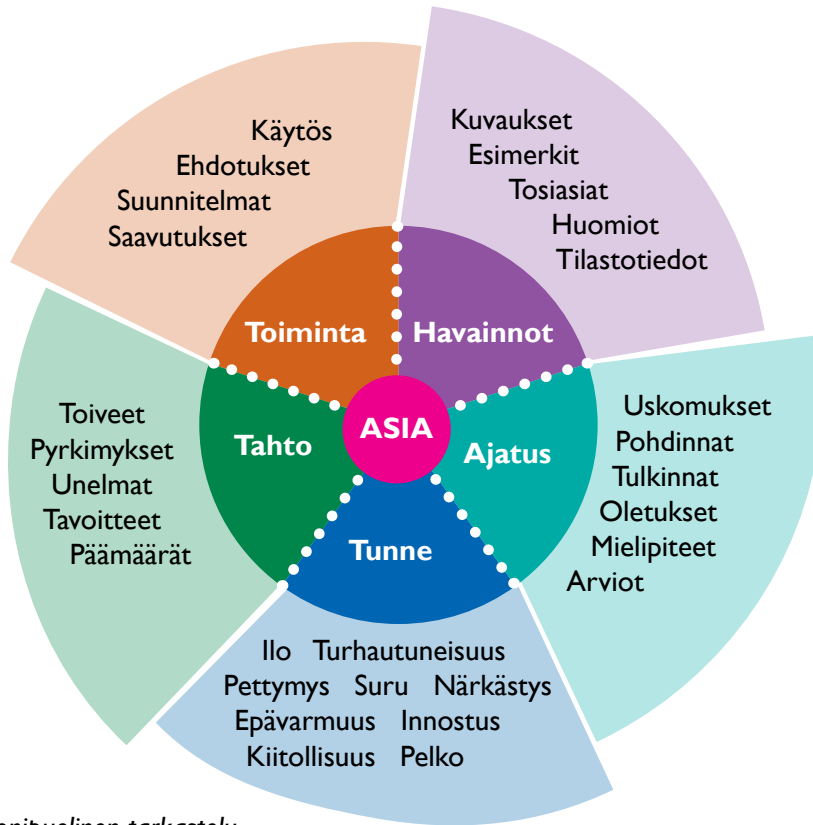 Käytös
Ehdotukset
Suunnitelmat
Saavutukset
Kuvaukset
Esimerkit
Tosiasiat
Huomiot
Tilastotiedot
Toiminta
Havainnot
ASIA
Tahto
Ajatus
Tunne
Toiveet
Pyrkimykset
Unelmat
Tavoitteet
Päämäärät
Uskomukset
Pohdinnat
Tulkinnat
Oletukset
Mielipiteet
Arviot
Ilo Turhautuneisuus
Pettymys Suru Närkästys
Epävarmuus Innostus
Kiitollisuus Pelko